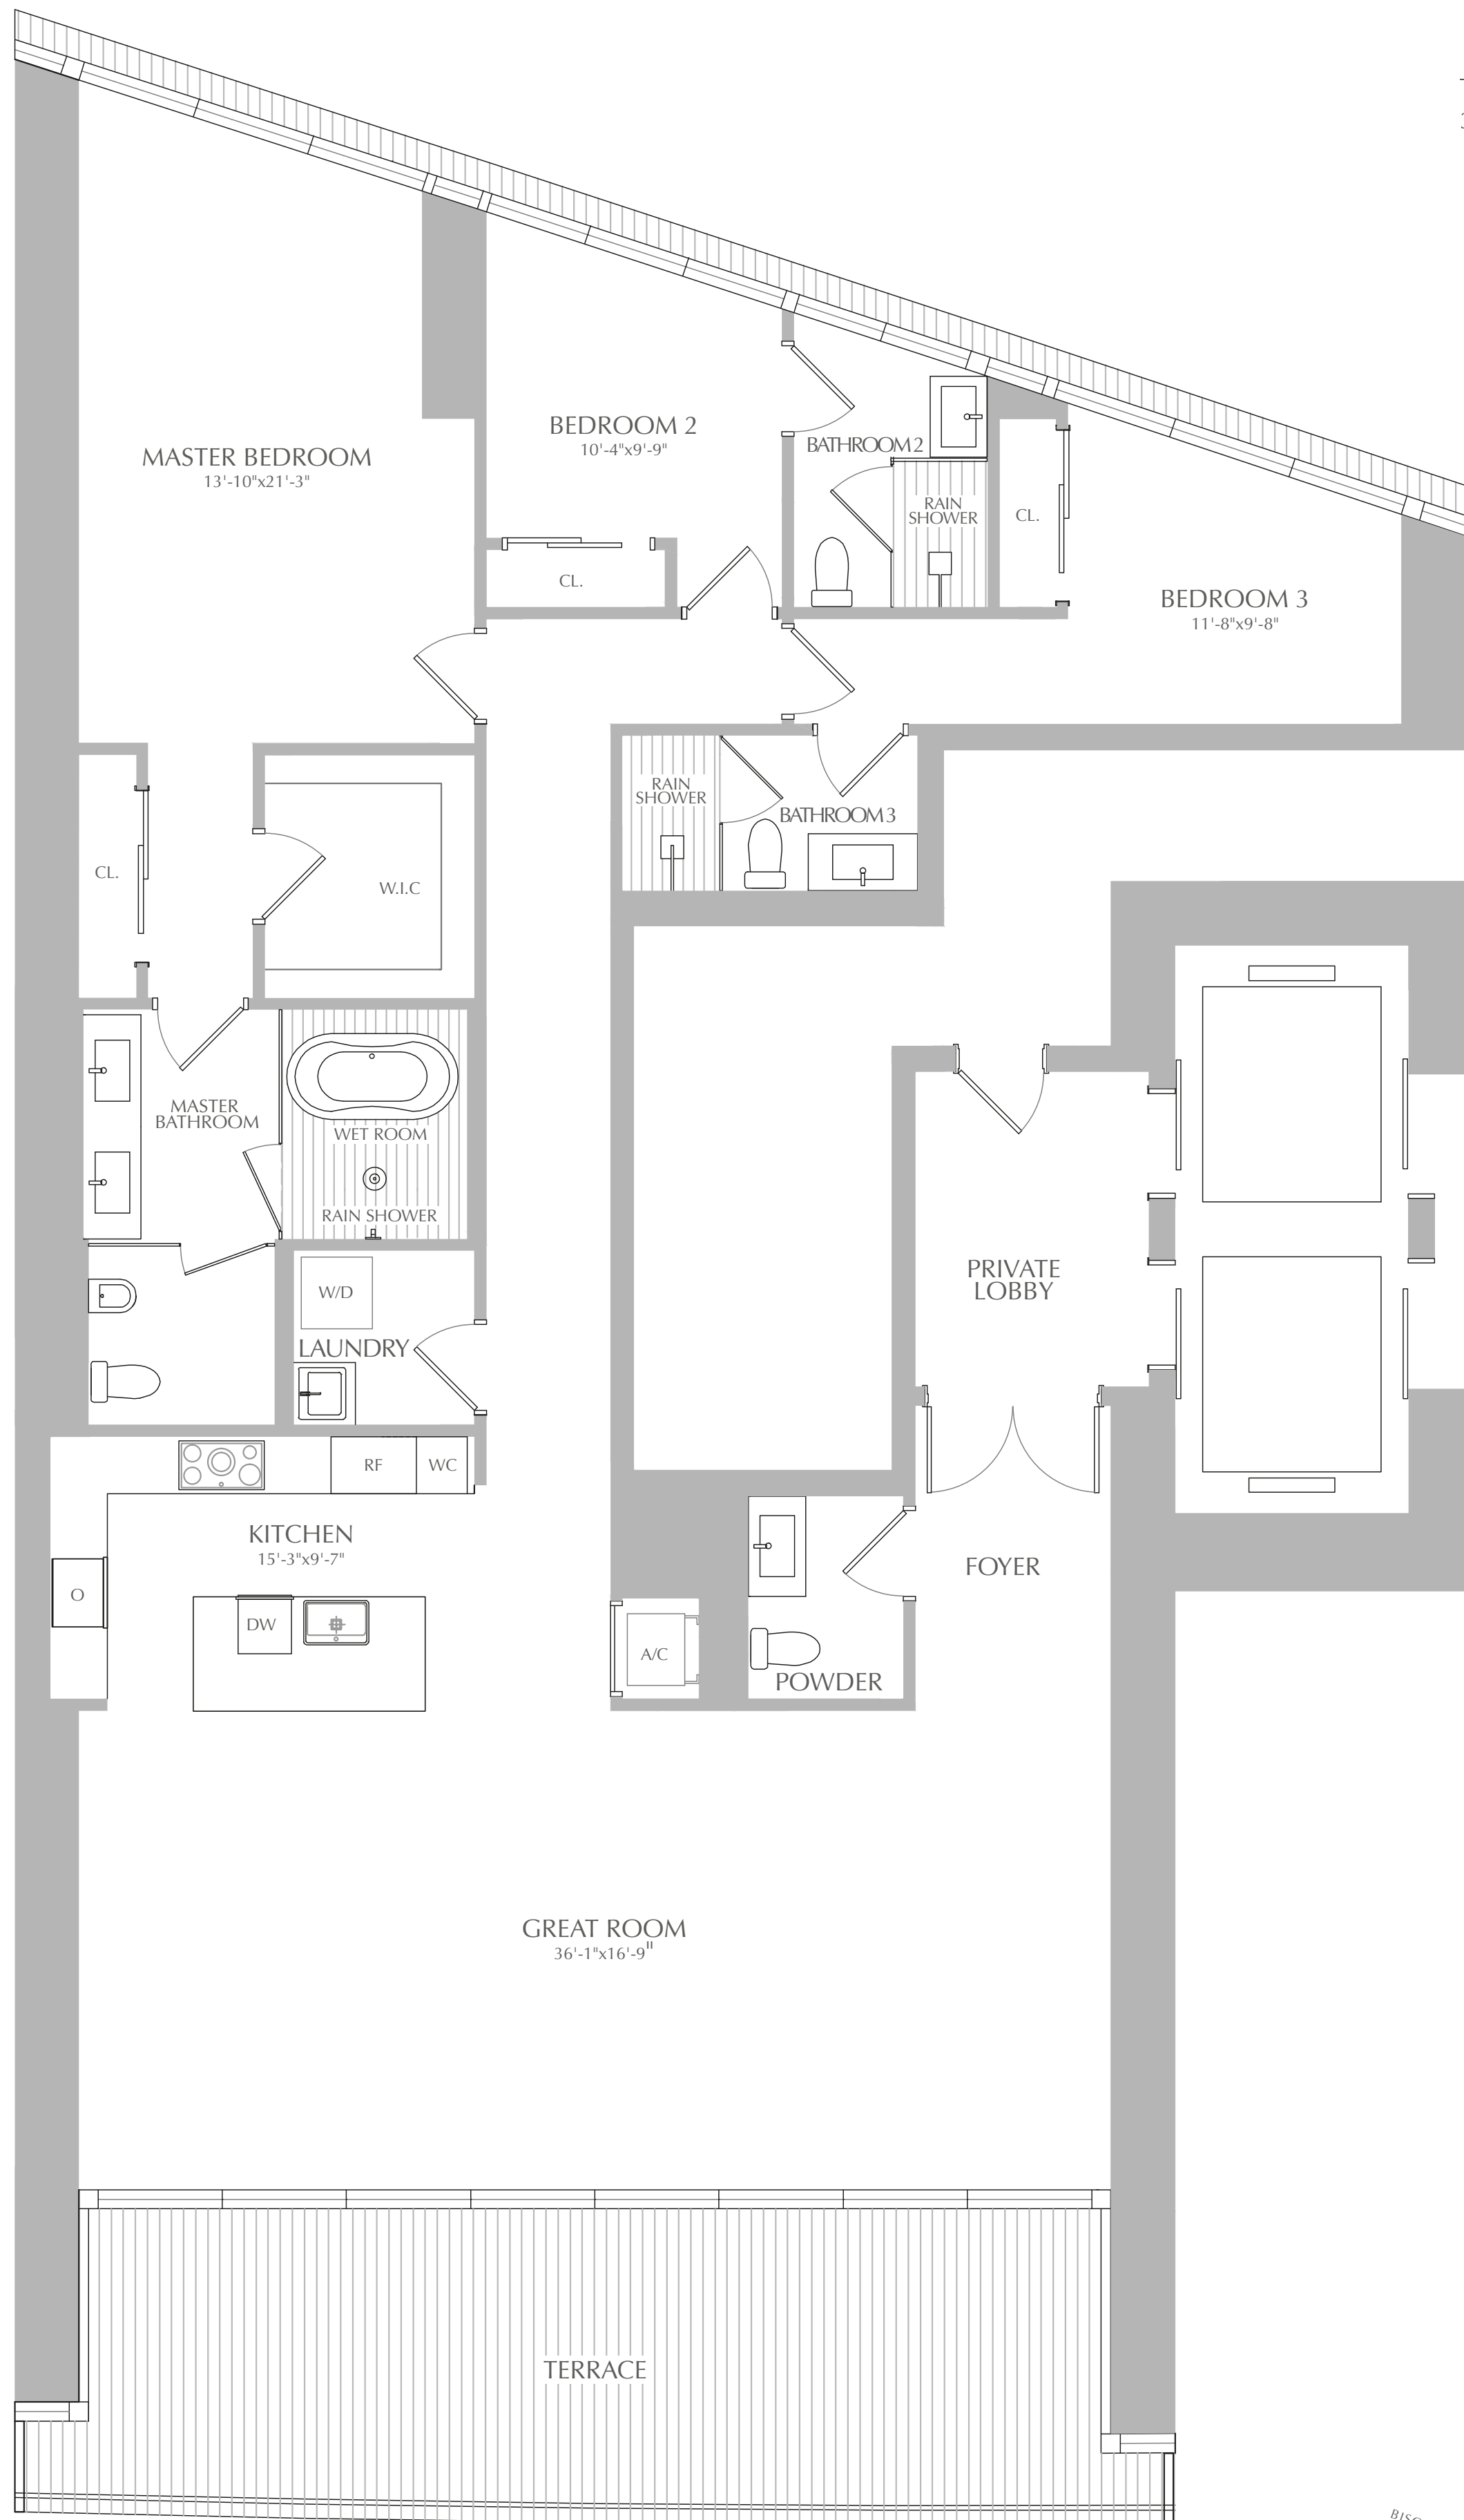 3
MASTER BEDROOM
13'-10"x21'-3"
BEDROOM 2
10'-4"x9'-9"
BATHROOM 2
RAIN
SHOWER
CL.
CL.
BEDROOM 3
11'-8"x9'-8"
RAIN
SHOWER
BATHROOM 3
CL.
W.I.C
MASTER
BATHROOM
WET ROOM
RAIN SHOWER
W/D
LAUNDRY
PRIVATE
LOBBY
RF
WC
KITCHEN
15'-3"x9'-7"
O
DW
FOYER
A/C
POWDER
GREAT ROOM
36'-1"x16'-9"
TERRACE
BISC